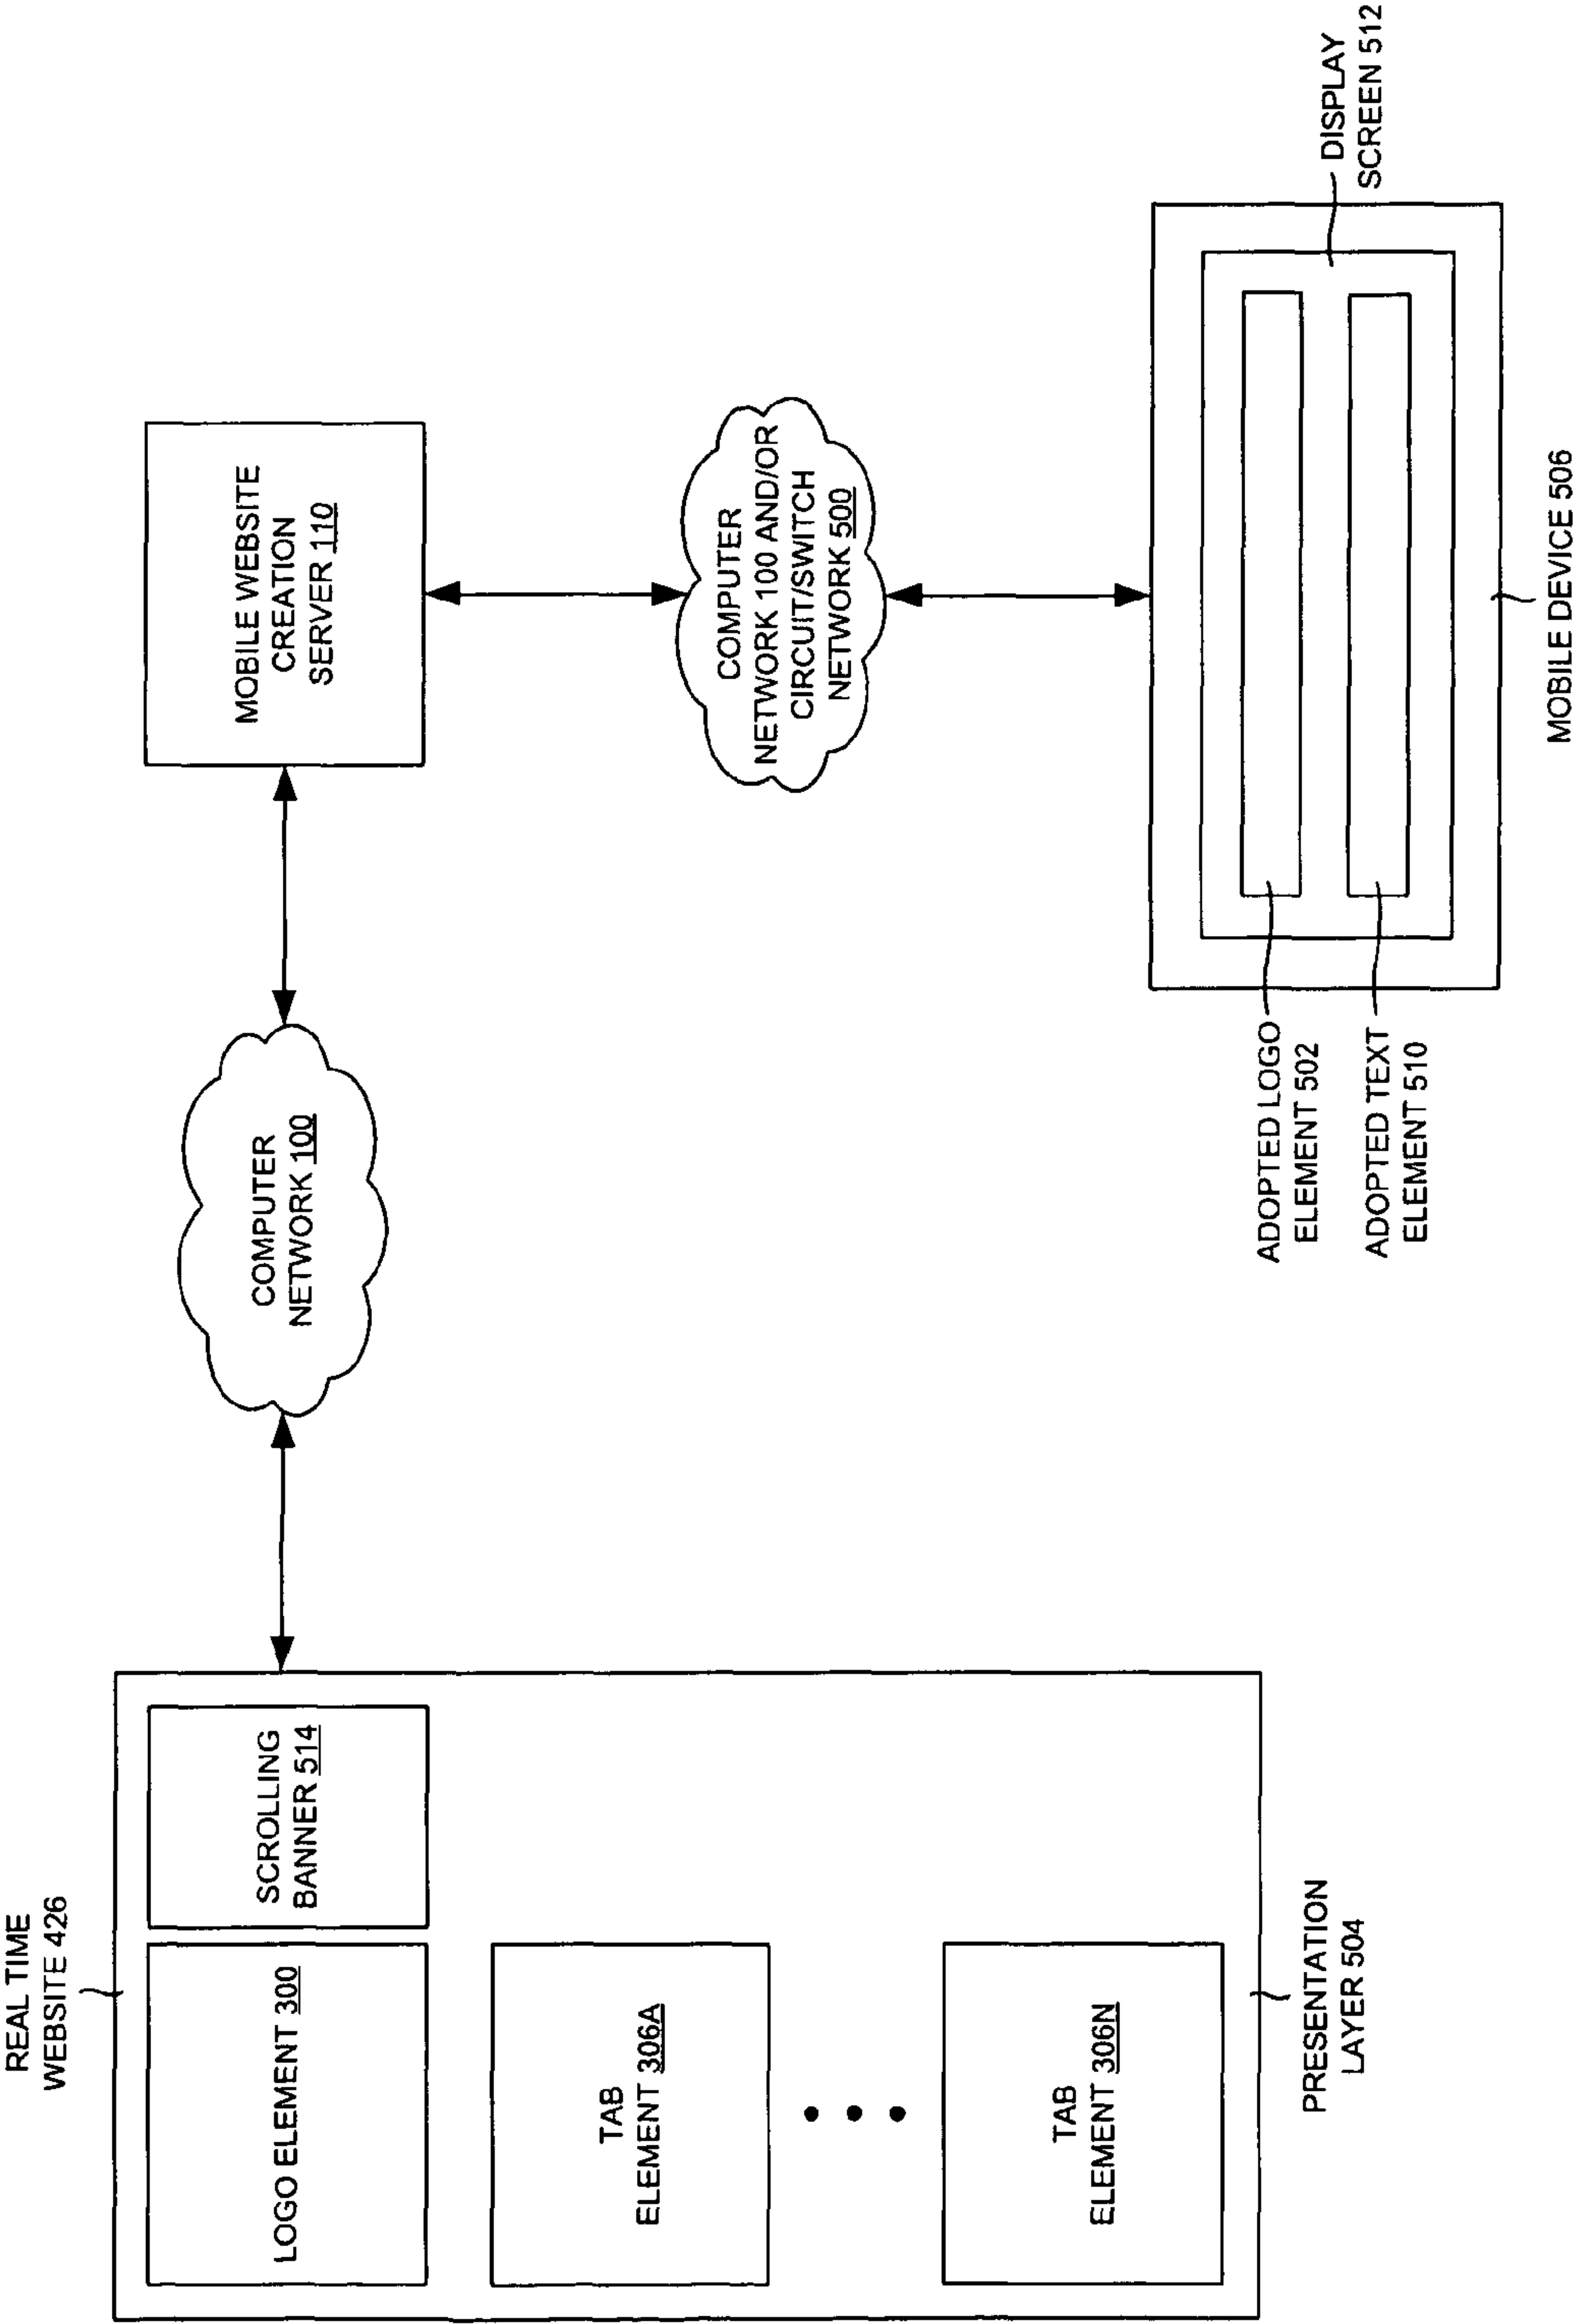 REAL TIME
WEBSITE 426
LOGO ELEMENT 300
SCROLLING
BANNER 514
TAB
ELEMENT 306A
TAB
ELEMENT 306N
PRESENTATION
LAYER 504
COMPUTER
NETWORK 100
MOBILE WEBSITE
CREATION
SERVER 110
COMPUTER
NETWORK 100 AND/OR
CIRCUIT/SWITCH
NETWORK 500
ADOPTED LOGO
ELEMENT 502
ADOPTED TEXT
ELEMENT 510
DISPLAY
SCREEN 512
MOBILE DEVICE 506